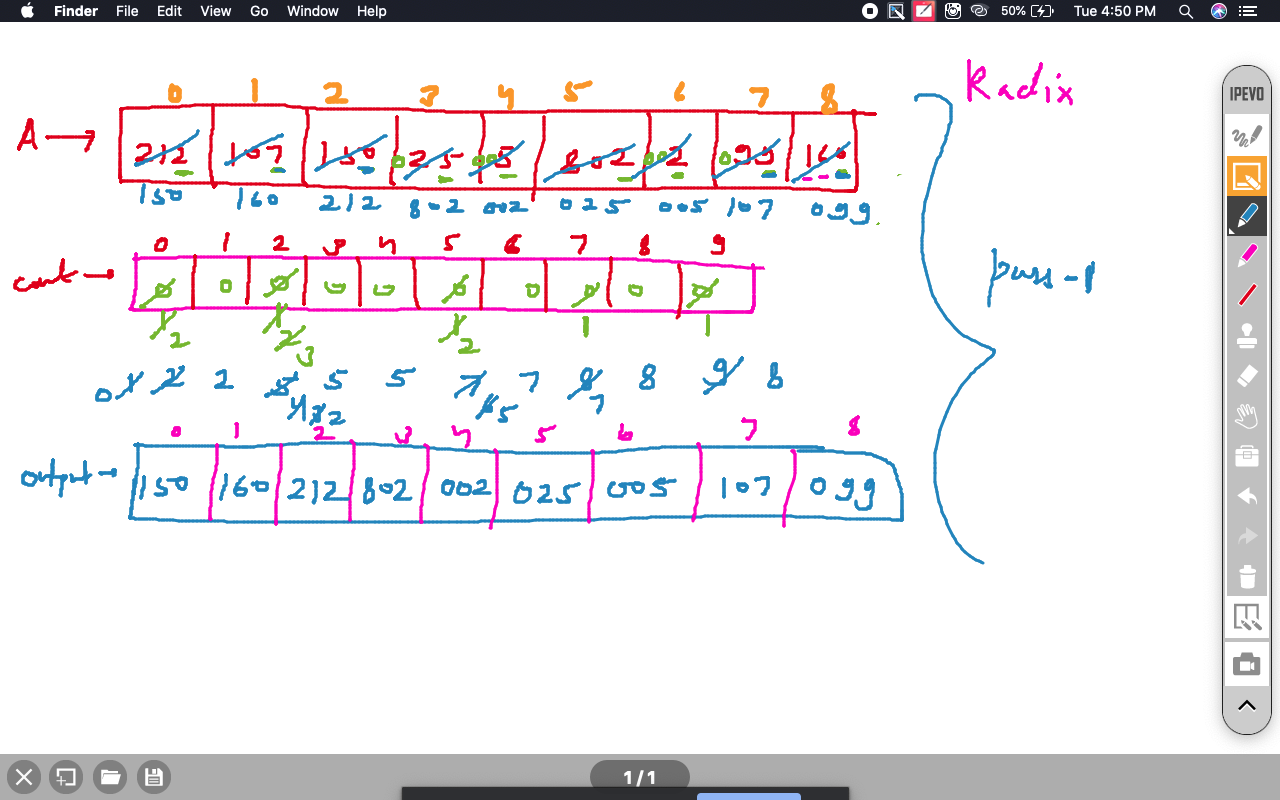 Finder File Edit View Go Window Help 50% Tue 4:50 PM
Radix
IPEVO
0 1 2 3 4 5 6 7 8
A → 212 107 150 025 005 802 002 099 160
150 160 212 802 002 025 005 107 099
0 1 2 3 4 5 6 7 8 9
count → 0 0 0 0 0 0 0 0 0 0
1 1 1 1 1
2 2 2
3
pass-1
0 1 2 2 5 5 5 7 7 8 8 9 8
4 3 2 6 5 7
0 1 2 3 4 5 6 7 8
output → 150 160 212 802 002 025 005 107 099
1/1